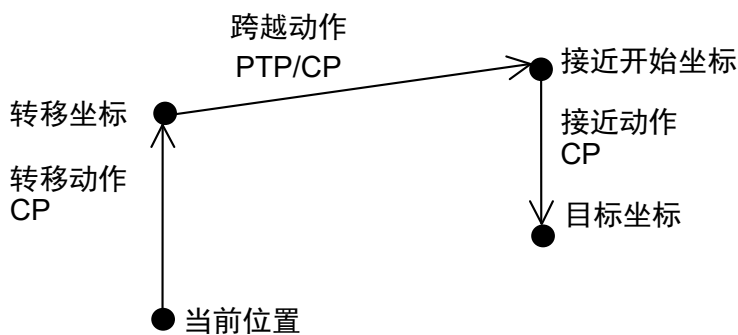 跨越动作
PTP/CP
接近开始坐标
转移坐标
接近动作
CP
转移动作
CP
目标坐标
当前位置